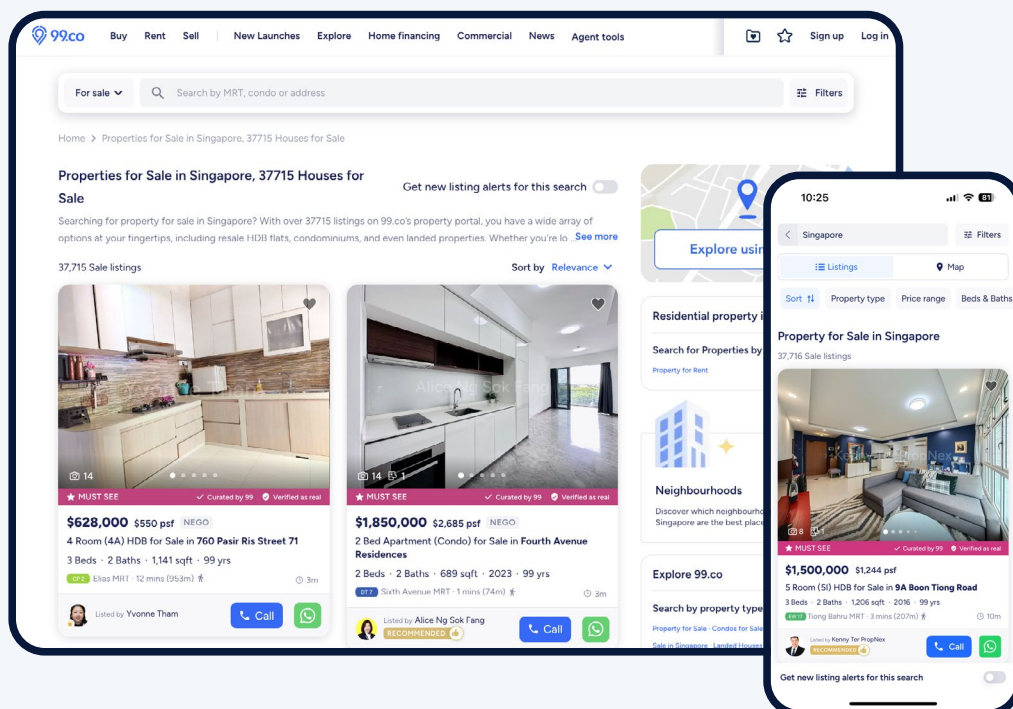 99.co
Buy Rent Sell New Launches Explore Home financing Commercial News Agent tools Sign up Log in
For sale Search by MRT, condo or address Filters
Home > Properties for Sale in Singapore, 37715 Houses for Sale
Properties for Sale in Singapore, 37715 Houses for
Sale
Get new listing alerts for this search
Searching for property for sale in Singapore? With over 37715 listings on 99.co's property portal, you have a wide array of
options at your fingertips, including resale HDB flats, condominiums, and even landed properties. Whether you're lo ...See more
37,715 Sale listings
Sort by Relevance
14
MUST SEE Curated by 99 Verified as real
$628,000 $550 psf NEGO
4 Room (4A) HDB for Sale in 760 Pasir Ris Street 71
3 Beds · 2 Baths · 1,141 sqft · 99 yrs
Elias MRT · 12 mins (953m) 3m
Listed by Yvonne Tham
Call
Alice Ng Sok Fang
14 1
MUST SEE Curated by 99 Verified as real
$1,850,000 $2,685 psf NEGO
2 Bed Apartment (Condo) for Sale in Fourth Avenue
Residences
2 Beds · 2 Baths · 689 sqft · 2023 · 99 yrs
DT 7 Sixth Avenue MRT · 1 mins (74m) 3m
Listed by Alice Ng Sok Fang
RECOMMENDED
Call
Explore usin
Residential property i
Search for Properties by
Property for Rent
Neighbourhoods
Discover which neighbourho
Singapore are the best place
Explore 99.co
Search by property type
Property for Sale · Condos for Sale
Sale in Singapore · Landed Houses
10:25 81
Singapore Filters
Listings Map
Sort Property type Price range Beds & Baths
Property for Sale in Singapore
37,716 Sale listings
8 1
MUST SEE Curated by 99 Verified as real
$1,500,000 $1,244 psf
5 Room (5I) HDB for Sale in 9A Boon Tiong Road
3 Beds · 2 Baths · 1,206 sqft · 2016 · 99 yrs
EW 17 Tiong Bahru MRT · 3 mins (207m) 10m
Listed by Kenny Ter PropNex
RECOMMENDED
Call
Get new listing alerts for this search